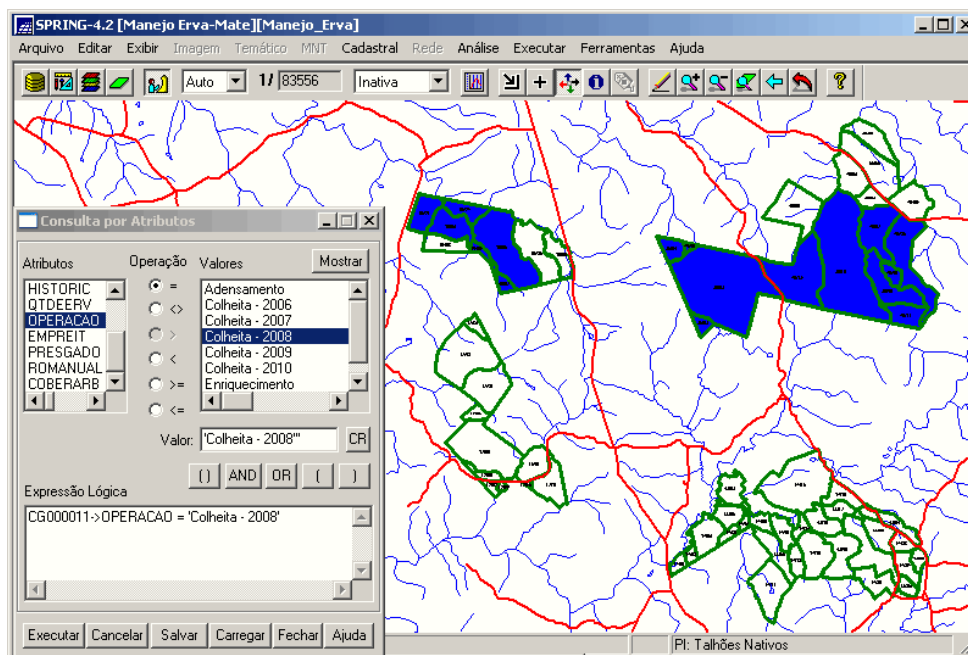 SPRING-4.2 [Manejo Erva-Mate][Manejo_Erva]
Arquivo Editar Exibir Imagem Temático MNT Cadastral Rede Análise Executar Ferramentas Ajuda
Auto 1/ 83556 Inativa
Consulta por Atributos
Atributos Operação Valores Mostrar
HISTORIC = Adensamento
QTDEERV <> Colheita - 2006
OPERACAO > Colheita - 2007
EMPREIT < Colheita - 2008
PRESGADO >= Colheita - 2009
ROMANUAL <= Colheita - 2010
COBERARB Enriquecimento
Valor: 'Colheita - 2008'" CR
() AND OR ( )
Expressão Lógica
CG000011->OPERACAO = 'Colheita - 2008'
Executar Cancelar Salvar Carregar Fechar Ajuda
PI: Talhões Nativos